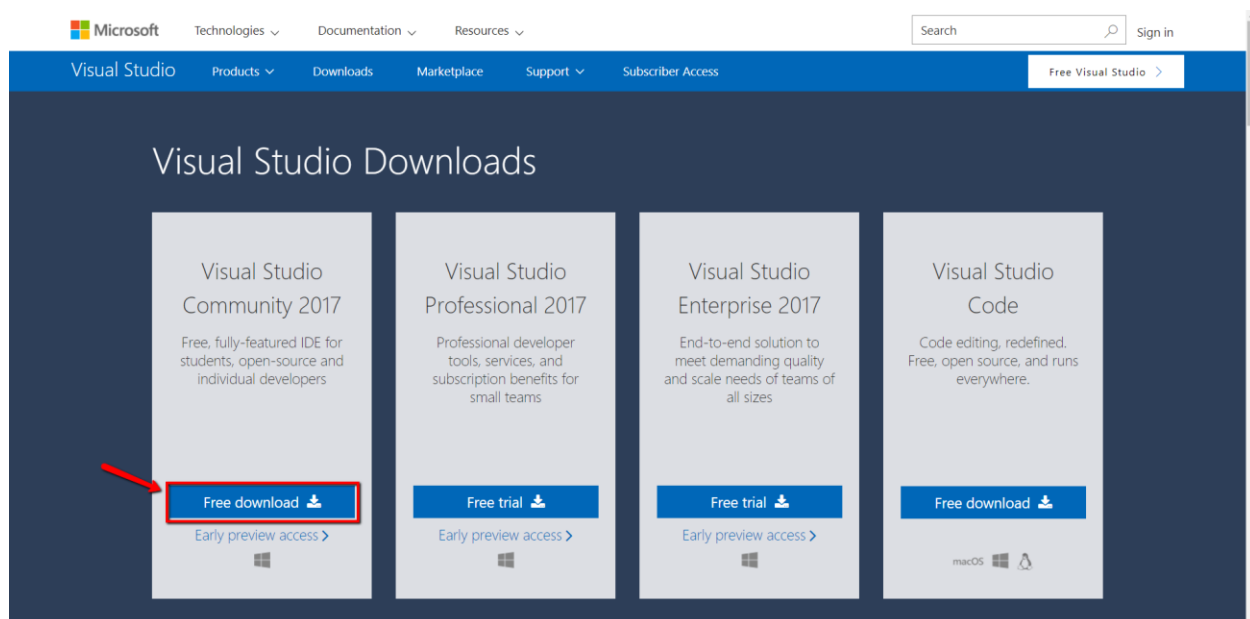 Microsoft Technologies Documentation Resources Search Sign in
Visual Studio Products Downloads Marketplace Support Subscriber Access Free Visual Studio
Visual Studio Downloads
Visual Studio
Community 2017
Free, fully-featured IDE for
students, open-source and
individual developers
Free download
Early preview access
Visual Studio
Professional 2017
Professional developer
tools, services, and
subscription benefits for
small teams
Free trial
Early preview access
Visual Studio
Enterprise 2017
End-to-end solution to
meet demanding quality
and scale needs of teams of
all sizes
Free trial
Early preview access
Visual Studio
Code
Code editing, redefined.
Free, open source, and runs
everywhere.
Free download
macOS